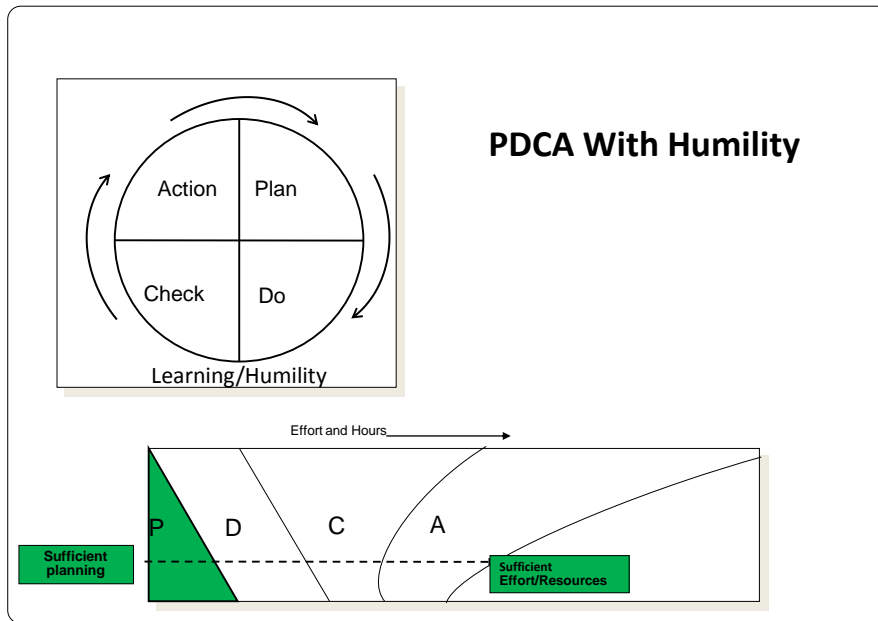 PDCA With Humility
Action Plan
Check Do
Learning/Humility
Effort and Hours
P D C A
Sufficient
planning
Sufficient
Effort/Resources